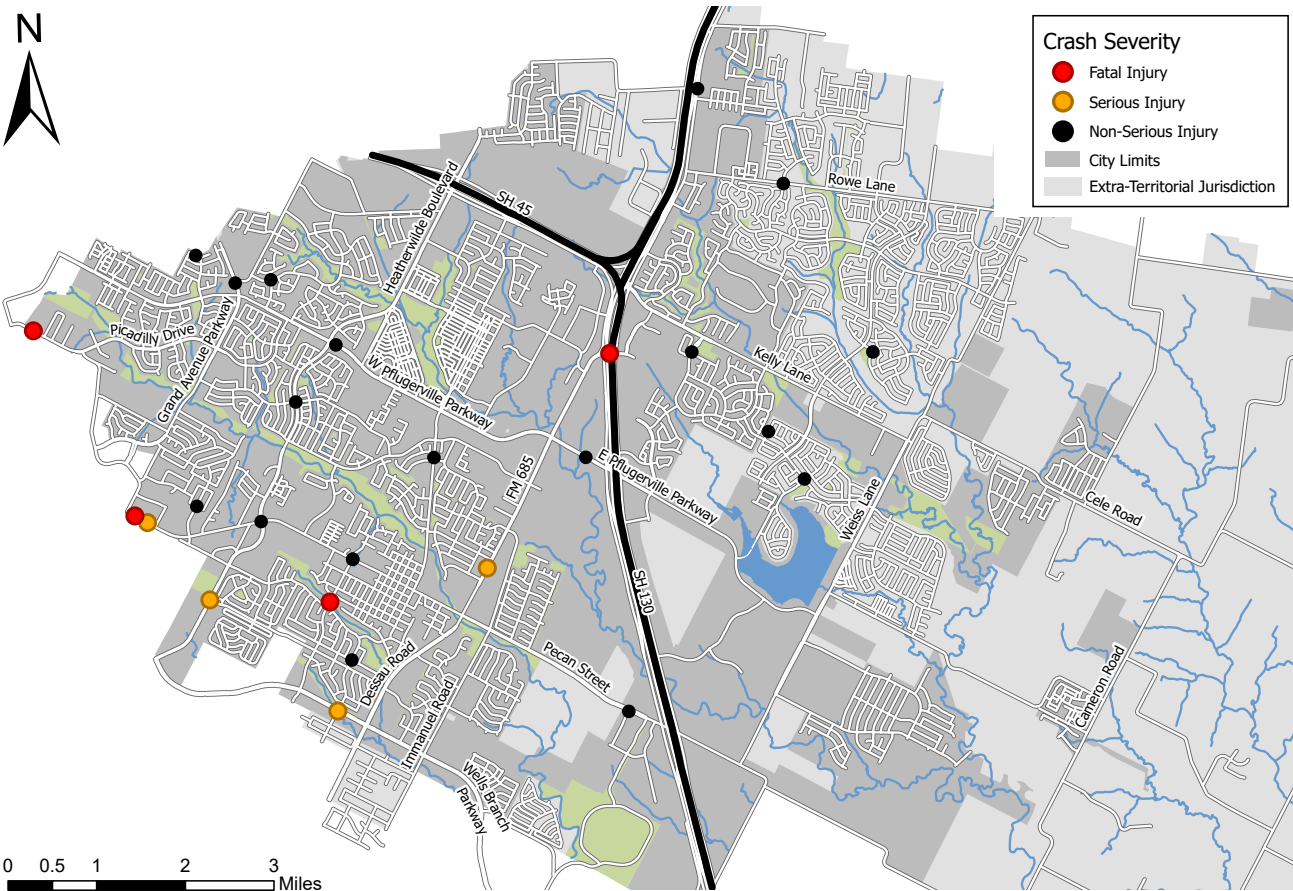 N
Crash Severity
Fatal Injury
Serious Injury
Non-Serious Injury
City Limits
Extra-Territorial Jurisdiction
Rowe Lane
SH 45
Heatherwilde Boulevard
Picadilly Drive
Grand Avenue Parkway
W Pflugerville Parkway
Kelly Lane
FM 685
E Pflugerville Parkway
Weiss Lane
Cele Road
SH 130
Pecan Street
Dessau Road
Immanuel Road
Cameron Road
Wells Branch
Parkway
0 0.5 1 2 3
Miles